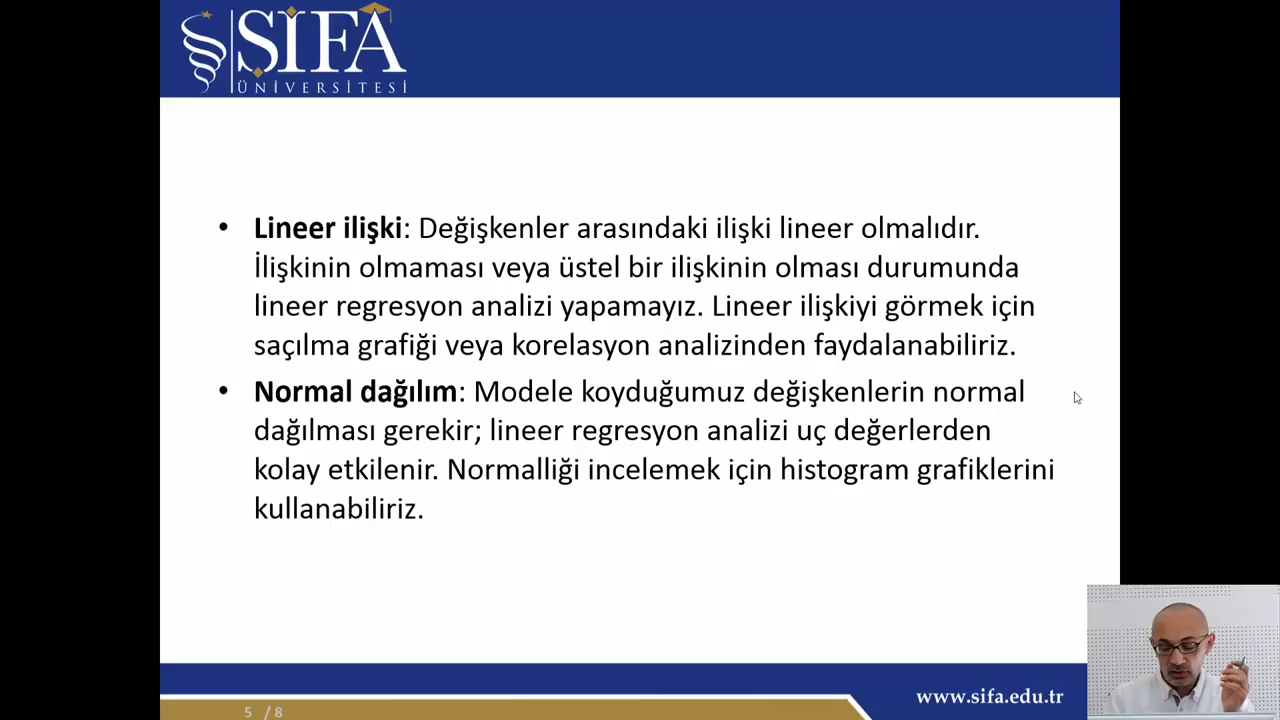 ŞİFA
ÜNİVERSİTESİ
• Lineer ilişki: Değişkenler arasındaki ilişki lineer olmalıdır.
İlişkinin olmaması veya üstel bir ilişkinin olması durumunda
lineer regresyon analizi yapamayız. Lineer ilişkiyi görmek için
saçılma grafiği veya korelasyon analizinden faydalanabiliriz.
• Normal dağılım: Modele koyduğumuz değişkenlerin normal
dağılması gerekir; lineer regresyon analizi uç değerlerden
kolay etkilenir. Normalliği incelemek için histogram grafiklerini
kullanabiliriz.
www.sifa.edu.tr
5 / 8